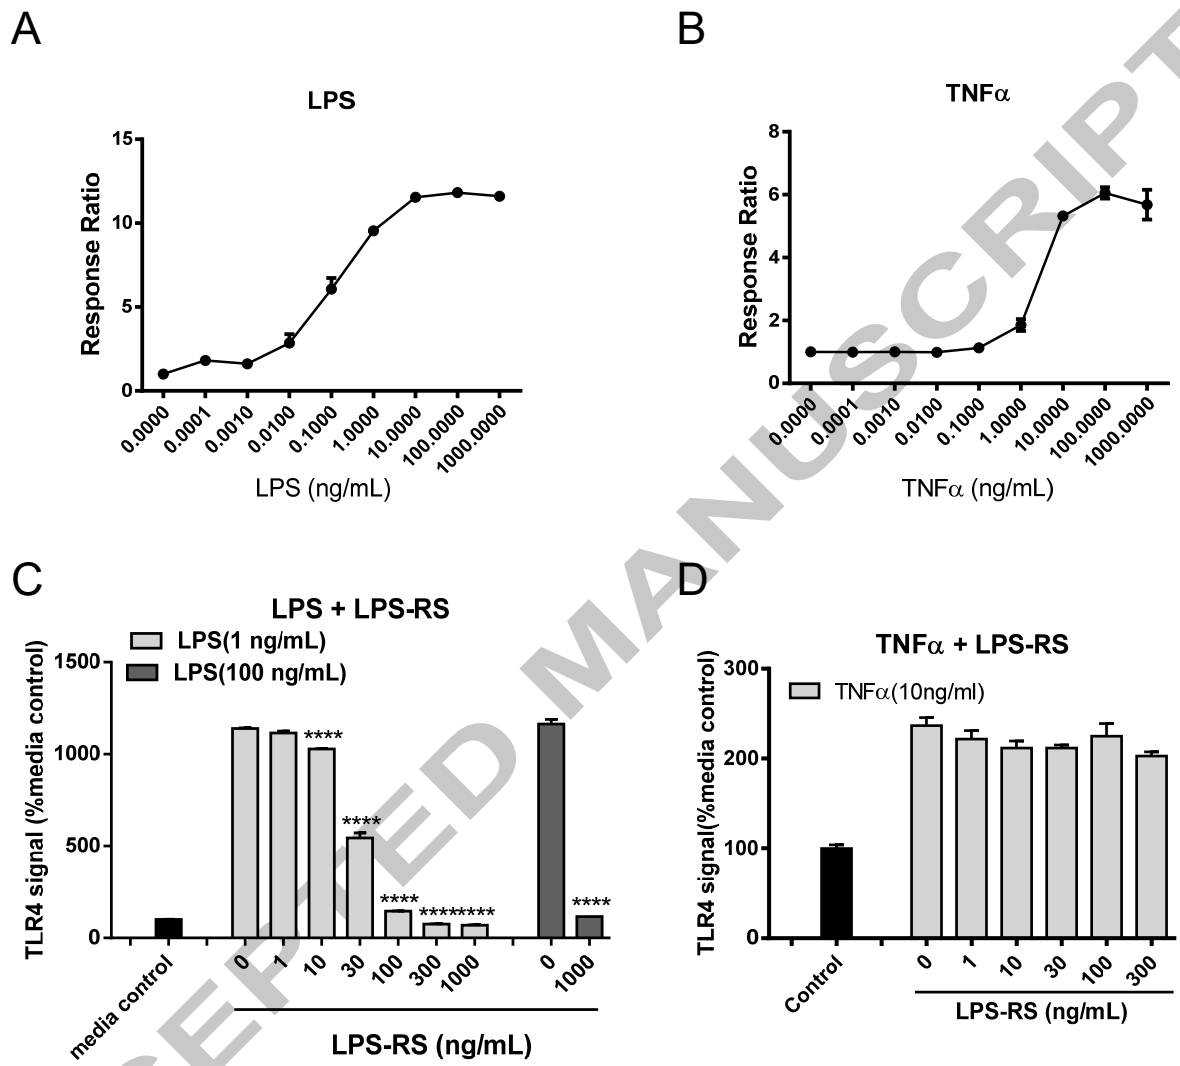 A
LPS
Response Ratio
15
10
5
0
0.0000
0.0001
0.0010
0.0100
0.1000
1.0000
10.0000
100.0000
1000.0000
LPS (ng/mL)
B
TNFα
Response Ratio
8
6
4
2
0
0.0000
0.0001
0.0010
0.0100
0.1000
1.0000
10.0000
100.0000
1000.0000
TNFα (ng/mL)
C
LPS + LPS-RS
LPS(1 ng/mL)
LPS(100 ng/mL)
TLR4 signal (%media control)
1500
1000
500
0
****
****
****
****
****
****
media control
0
1
10
30
100
300
1000
0
1000
LPS-RS (ng/mL)
D
TNFα + LPS-RS
TNFα(10ng/ml)
TLR4 signal(%media control)
300
200
100
0
Control
0
1
10
30
100
300
LPS-RS (ng/mL)
EPTED MANUSCRIPT